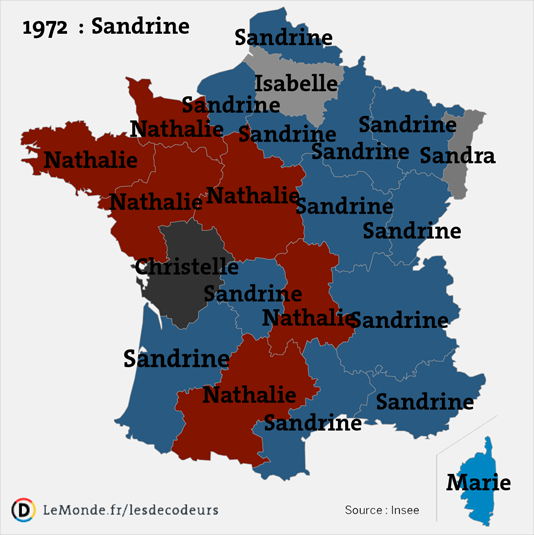 1972 : Sandrine
Sandrine
Isabelle
Sandrine
Nathalie
Sandrine
Sandrine
Sandrine
Sandra
Nathalie
Nathalie
Nathalie
Sandrine
Sandrine
Christelle
Sandrine
Nathalie
Sandrine
Sandrine
Nathalie
Sandrine
Sandrine
Marie
D LeMonde.fr/lesdecodeurs
Source : Insee